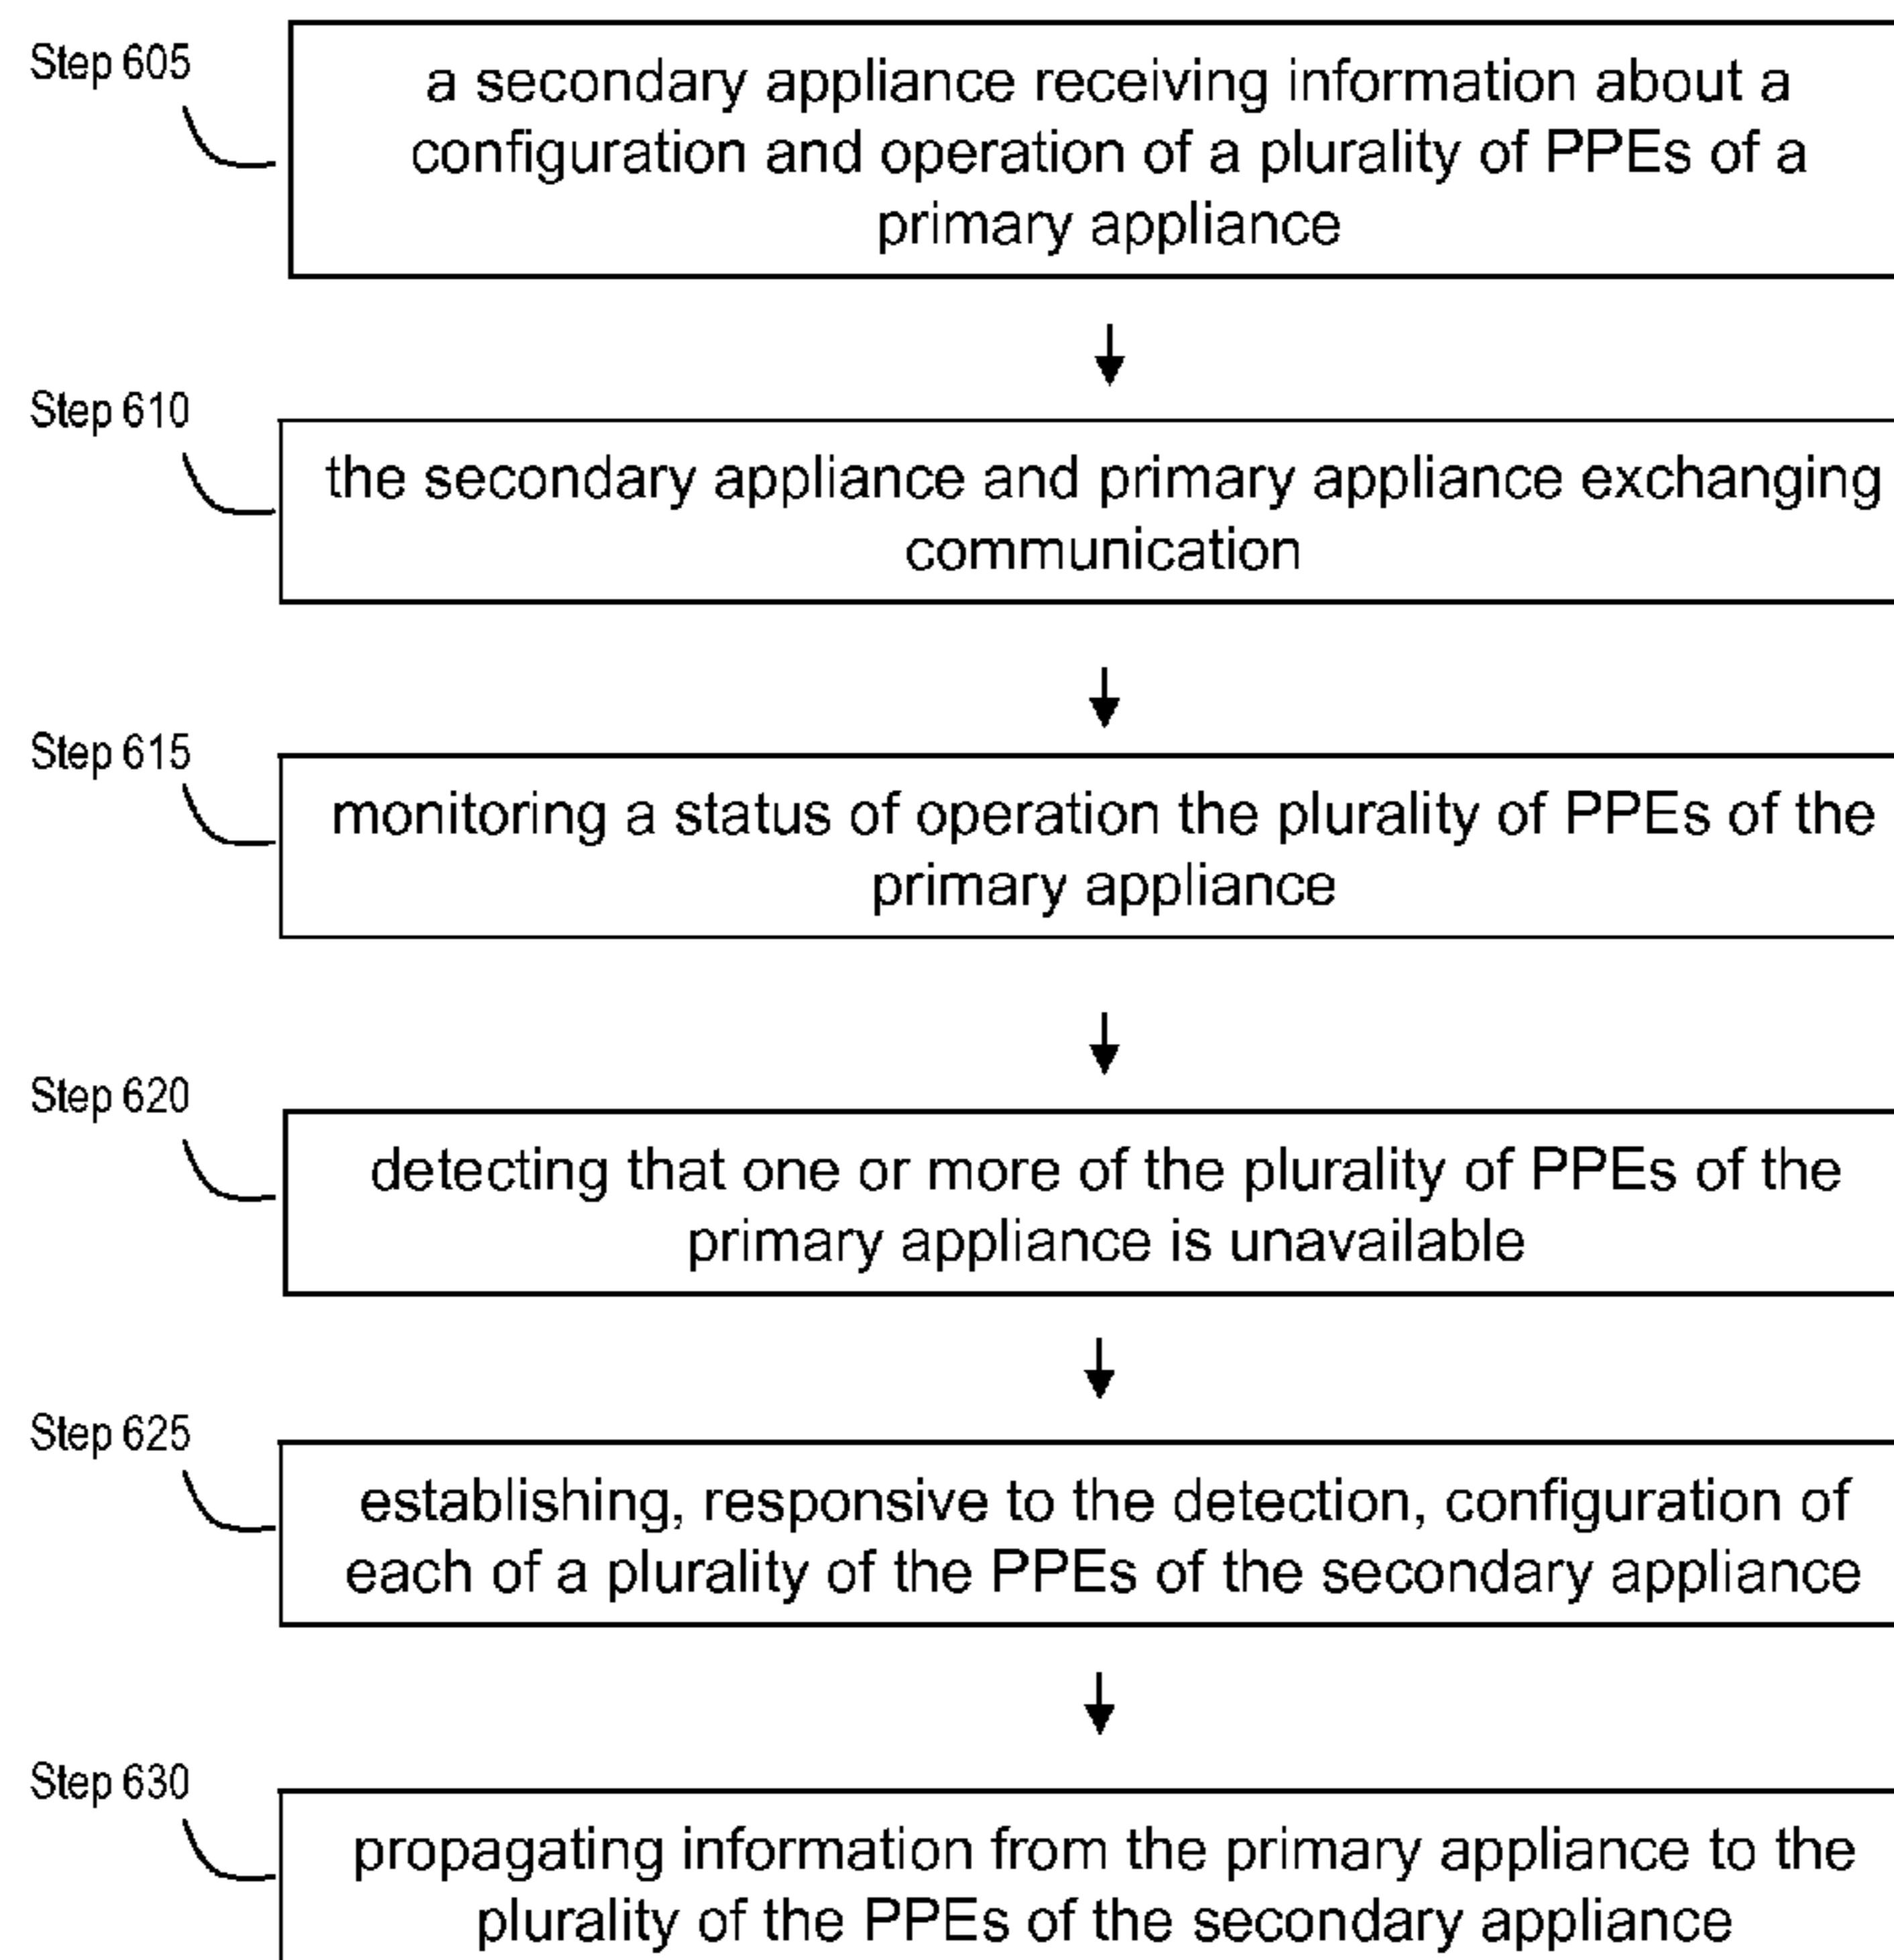 Step 605
a secondary appliance receiving information about a
configuration and operation of a plurality of PPEs of a
primary appliance
Step 610
the secondary appliance and primary appliance exchanging
communication
Step 615
monitoring a status of operation the plurality of PPEs of the
primary appliance
Step 620
detecting that one or more of the plurality of PPEs of the
primary appliance is unavailable
Step 625
establishing, responsive to the detection, configuration of
each of a plurality of the PPEs of the secondary appliance
Step 630
propagating information from the primary appliance to the
plurality of the PPEs of the secondary appliance